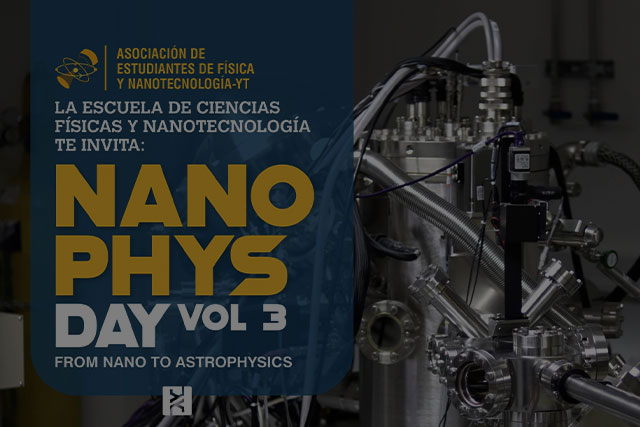 ASOCIACIÓN DE
ESTUDIANTES DE FÍSICA
Y NANOTECNOLOGÍA-YT
LA ESCUELA DE CIENCIAS
FÍSICAS Y NANOTECNOLOGÍA
TE INVITA:
NANO
PHYS
DAY VOL 3
FROM NANO TO ASTROPHYSICS